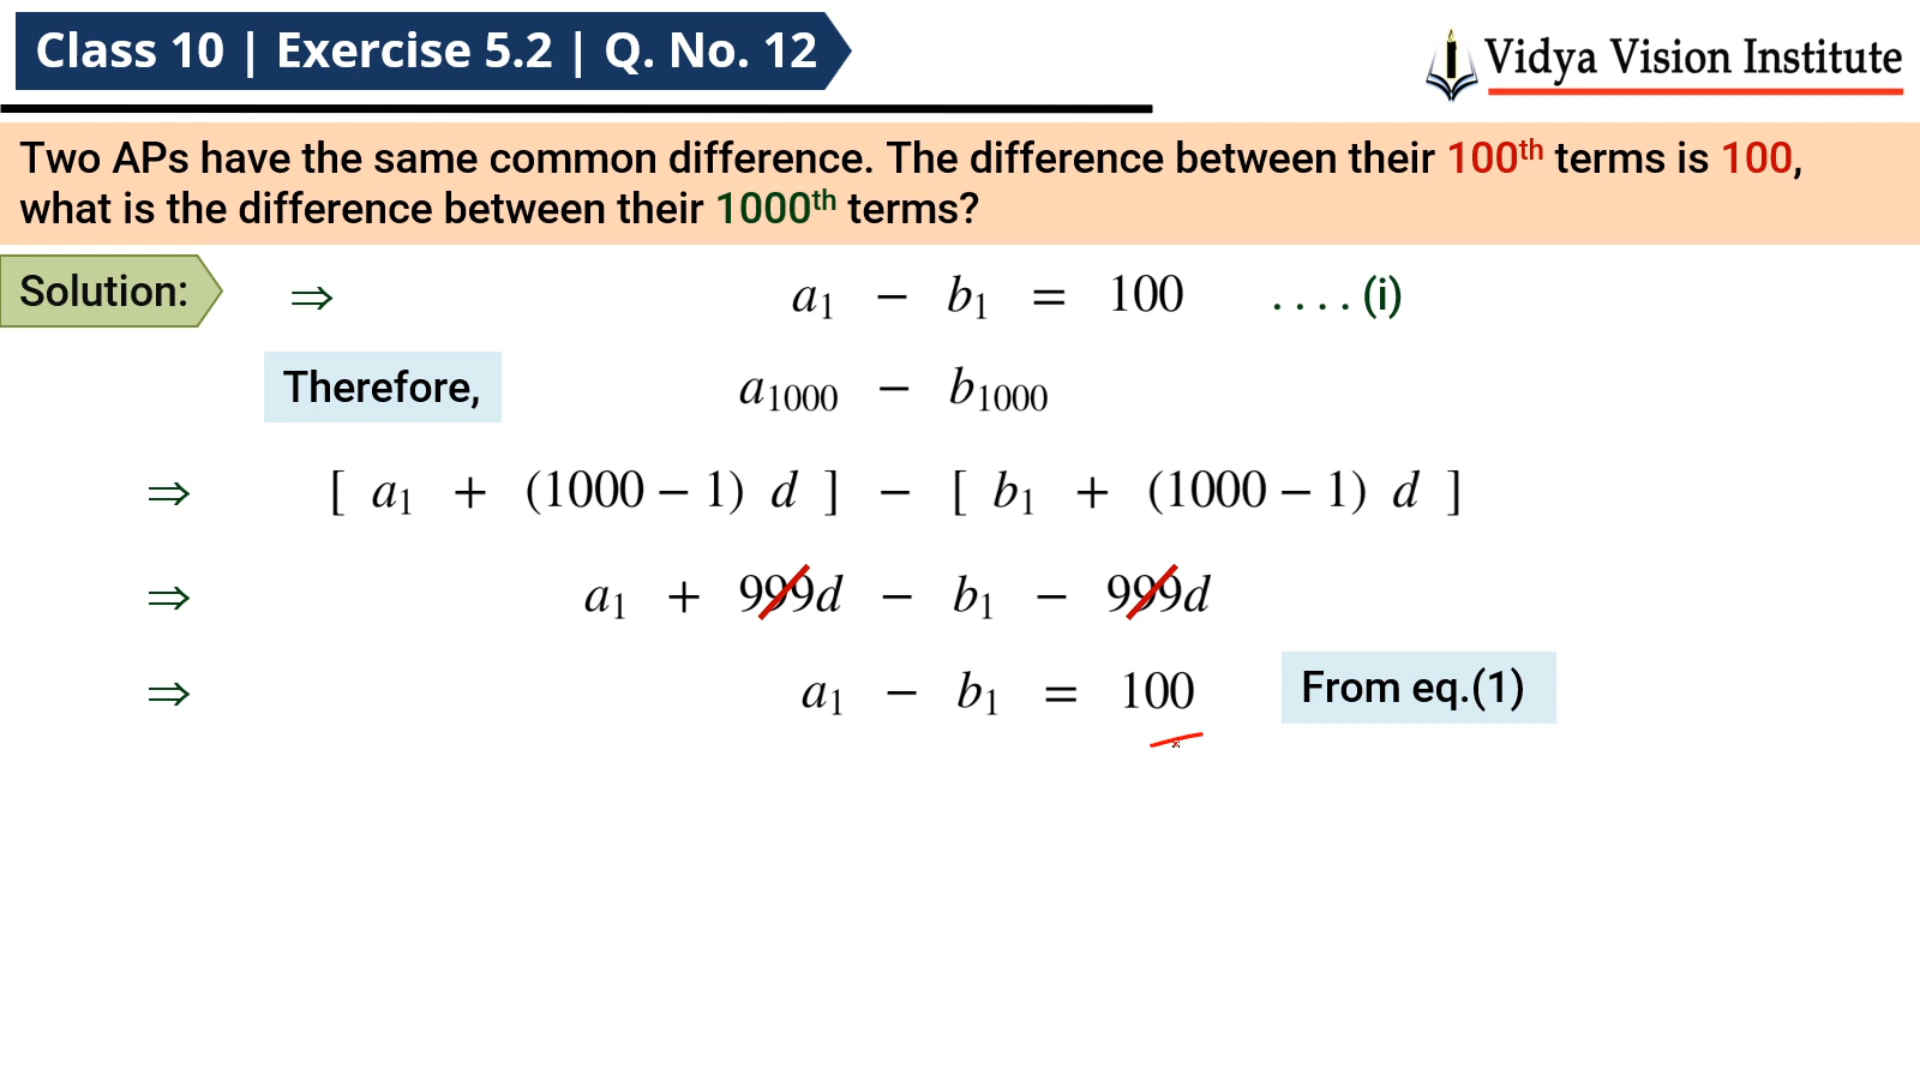 Class 10 | Exercise 5.2 | Q. No. 12
Vidya Vision Institute
Two APs have the same common difference. The difference between their 100th terms is 100,
what is the difference between their 1000th terms?
Solution: ⇒ a₁ − b₁ = 100 . . . . (i)
Therefore, a₁₀₀₀ − b₁₀₀₀
⇒ [ a₁ + (1000 − 1) d ] − [ b₁ + (1000 − 1) d ]
⇒ a₁ + 999d − b₁ − 999d
⇒ a₁ − b₁ = 100 From eq.(1)